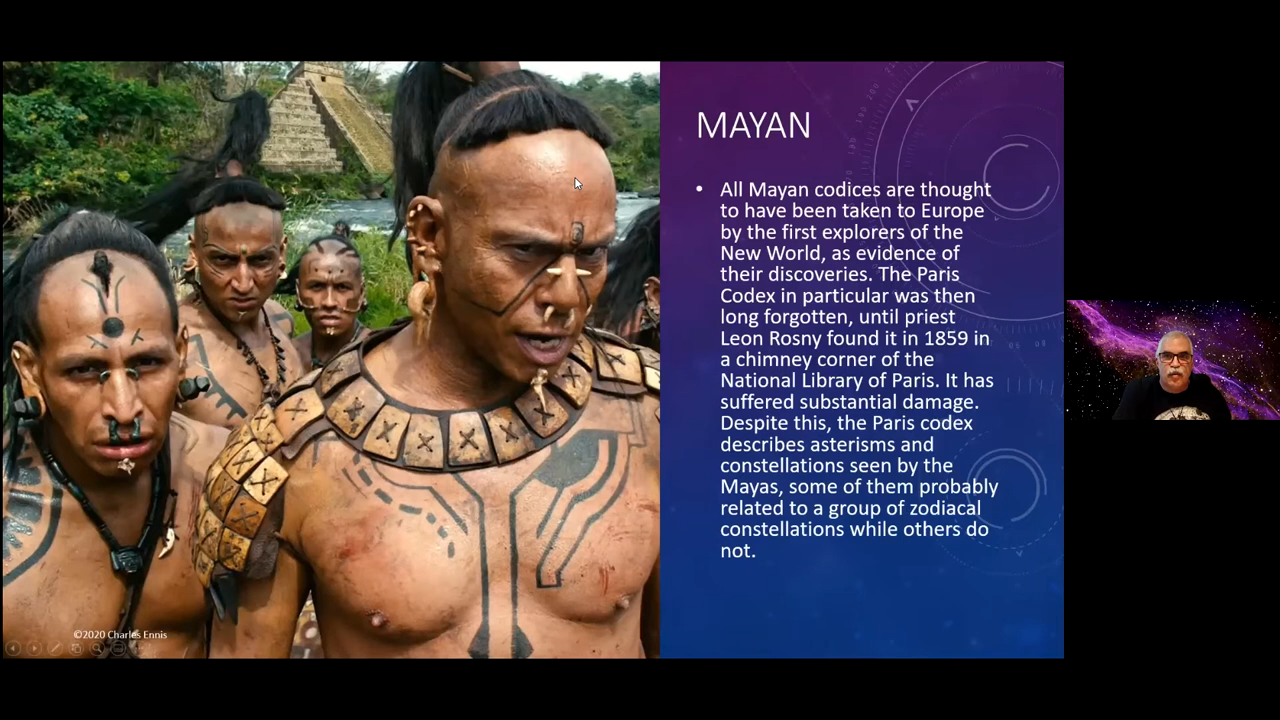 MAYAN
• All Mayan codices are thought
to have been taken to Europe
by the first explorers of the
New World, as evidence of
their discoveries. The Paris
Codex in particular was then
long forgotten, until priest
Leon Rosny found it in 1859 in
a chimney corner of the
National Library of Paris. It has
suffered substantial damage.
Despite this, the Paris codex
describes asterisms and
constellations seen by the
Mayas, some of them probably
related to a group of zodiacal
constellations while others do
not.
©2020 Charles Ennis